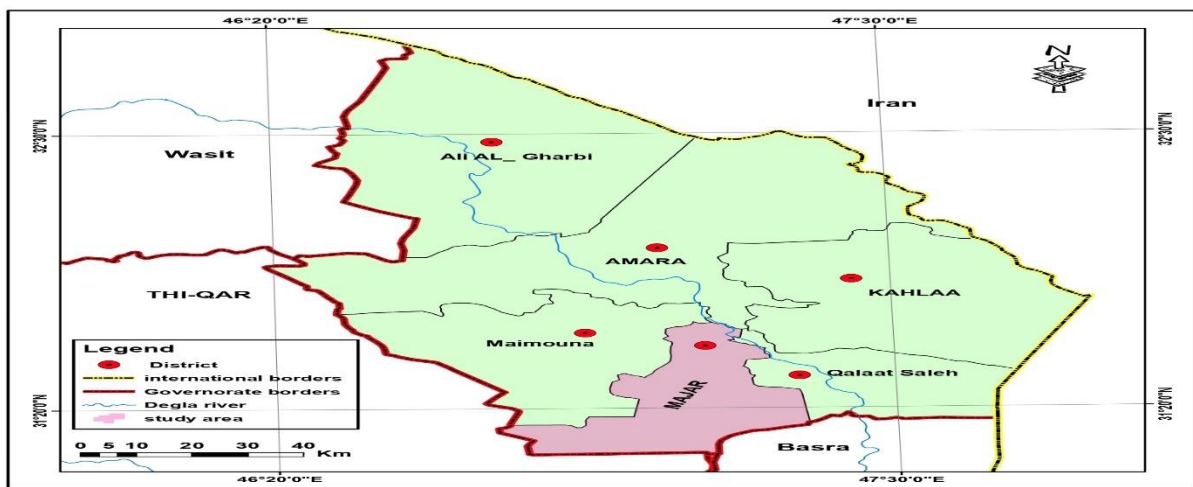 46°20'0"E 47°30'0"E
N
Iran
32°30'0"N 32°30'0"N
Wasit
Ali AL_ Gharbi
AMARA
THI-QAR
KAHLAA
Maimouna
Qalaat Saleh
MAJAR
Basra
Legend
District
international borders
Governorate borders
Degla river
study area
0 5 10 20 30 40
Km
31°20'0"N 31°20'0"N
46°20'0"E 47°30'0"E